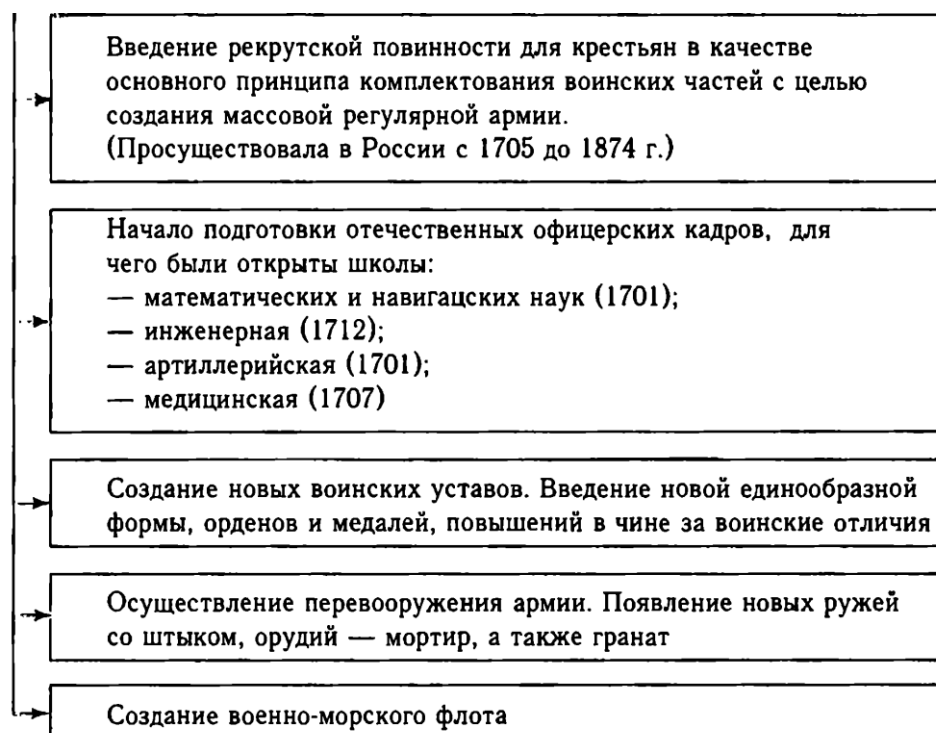 Введение рекрутской повинности для крестьян в качестве
основного принципа комплектования воинских частей с целью
создания массовой регулярной армии.
(Просуществовала в России с 1705 до 1874 г.)
Начало подготовки отечественных офицерских кадров, для
чего были открыты школы:
— математических и навигацских наук (1701);
— инженерная (1712);
— артиллерийская (1701);
— медицинская (1707)
Создание новых воинских уставов. Введение новой единообразной
формы, орденов и медалей, повышений в чине за воинские отличия
Осуществление перевооружения армии. Появление новых ружей
со штыком, орудий — мортир, а также гранат
Создание военно-морского флота